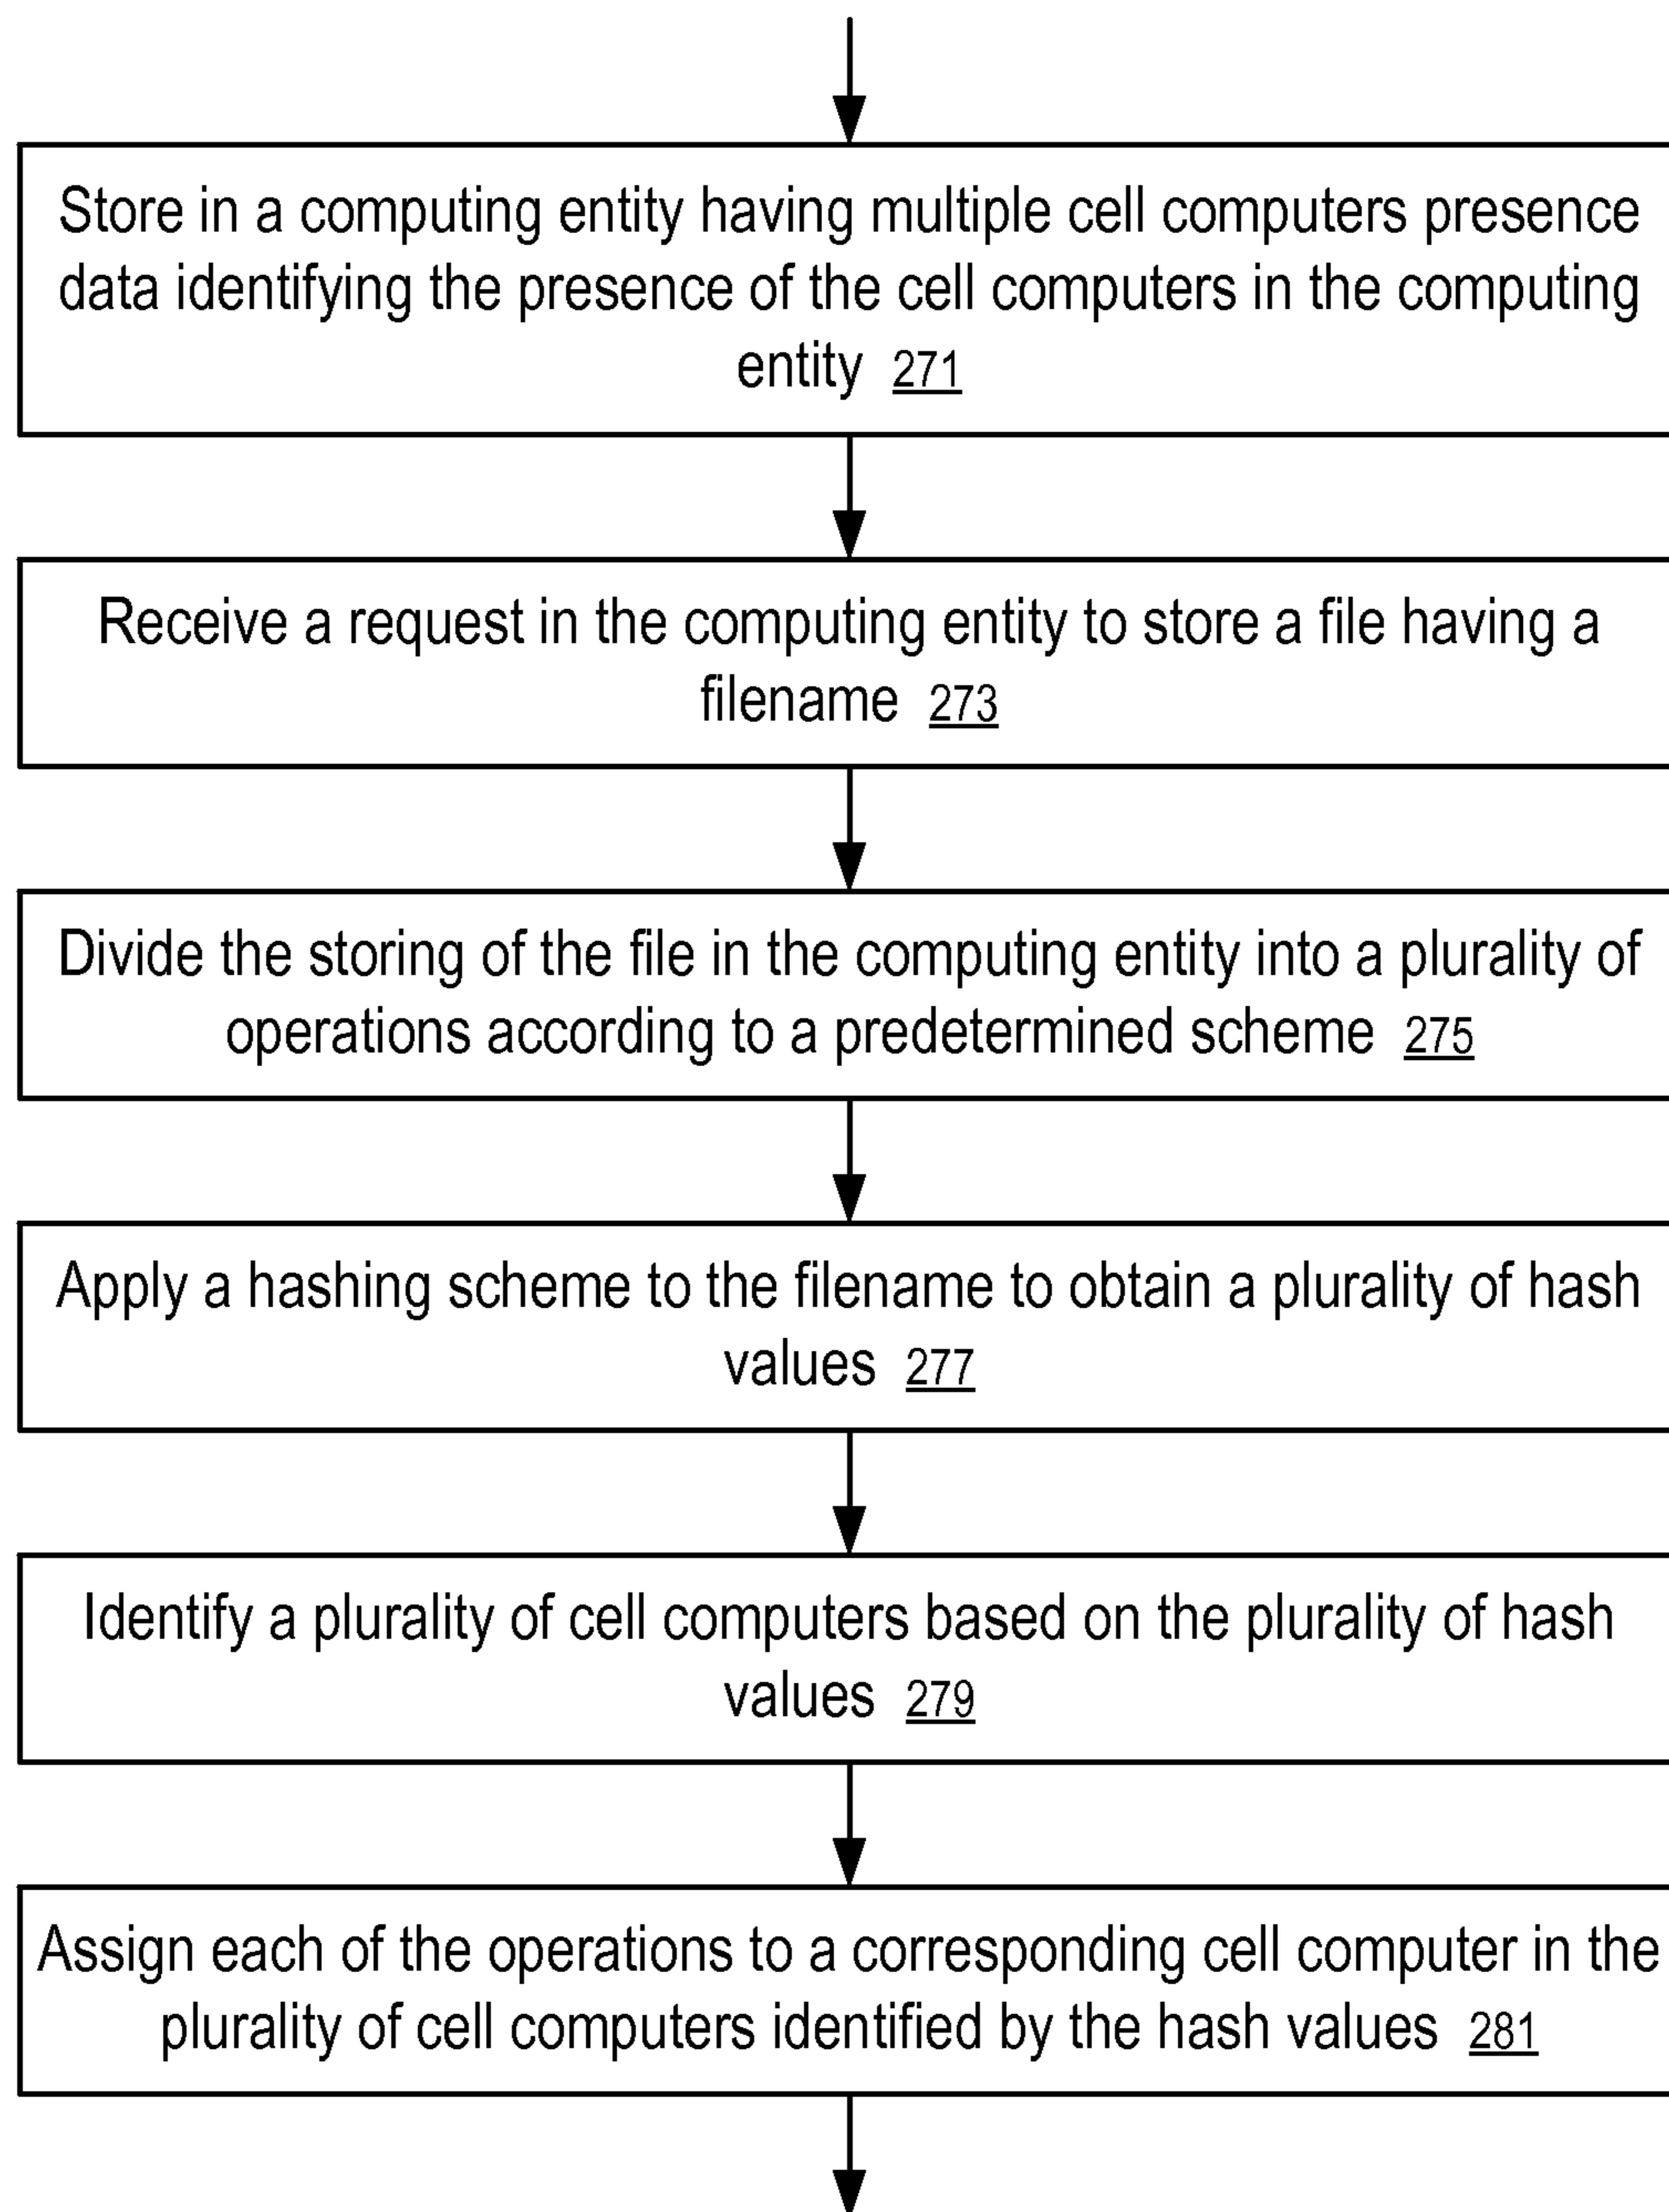 Store in a computing entity having multiple cell computers presence
data identifying the presence of the cell computers in the computing
entity 271
Receive a request in the computing entity to store a file having a
filename 273
Divide the storing of the file in the computing entity into a plurality of
operations according to a predetermined scheme 275
Apply a hashing scheme to the filename to obtain a plurality of hash
values 277
Identify a plurality of cell computers based on the plurality of hash
values 279
Assign each of the operations to a corresponding cell computer in the
plurality of cell computers identified by the hash values 281